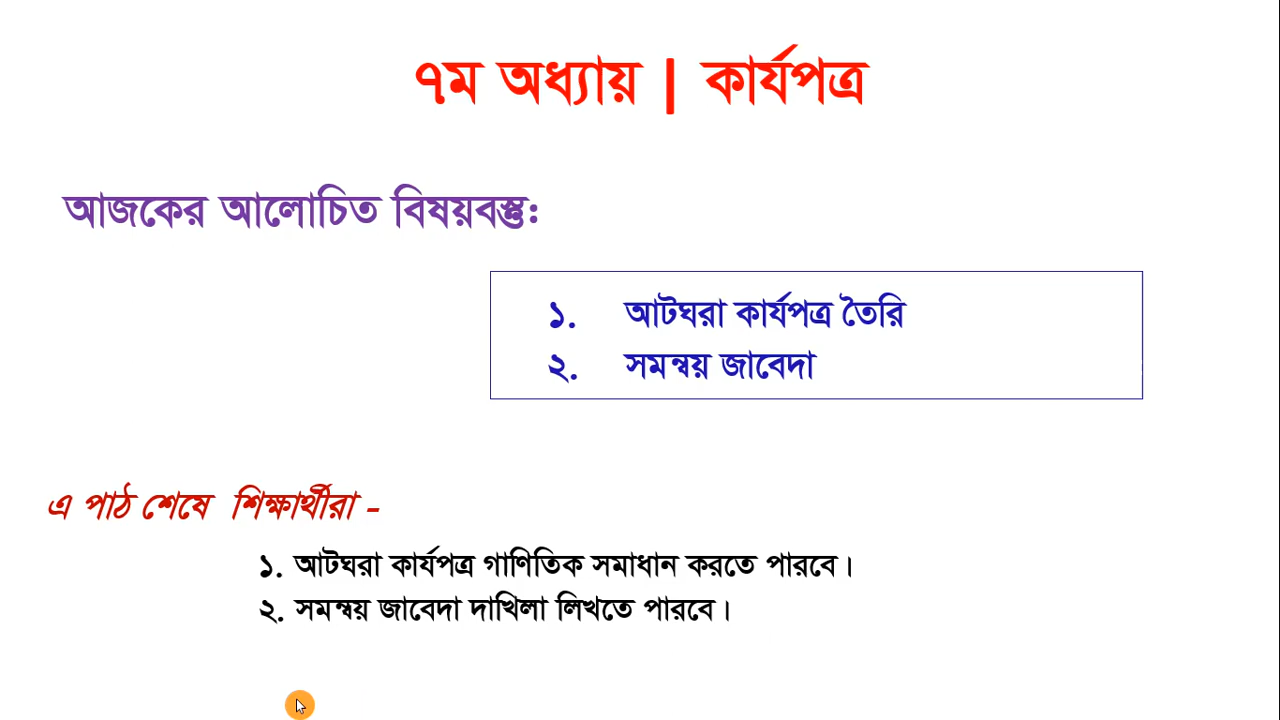 ৭ম অধ্যায় | কার্যপত্র
আজকের আলোচিত বিষয়বস্তু:
১. আটঘরা কার্যপত্র তৈরি
২. সমন্বয় জাবেদা
এ পাঠ শেষে শিক্ষার্থীরা -
১. আটঘরা কার্যপত্র গাণিতিক সমাধান করতে পারবে।
২. সমন্বয় জাবেদা দাখিলা লিখতে পারবে।